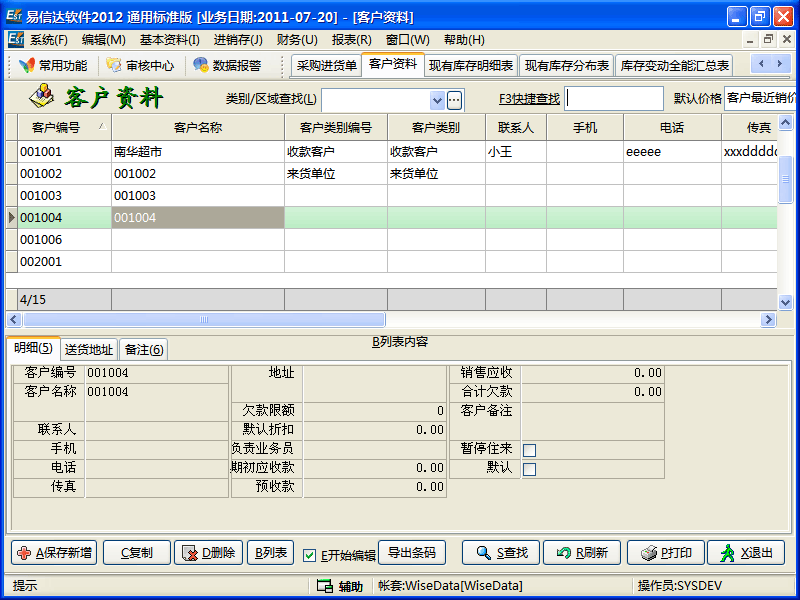 易信达软件2012 通用标准版 [业务日期:2011-07-20] - [客户资料]
系统(F) 编辑(M) 基本资料(I) 进销存(J) 财务(U) 报表(R) 窗口(W) 帮助(H)
常用功能 审核中心 数据报警 采购进货单 客户资料 现有库存明细表 现有库存分布表 库存变动全能汇总表
客户资料 类别/区域查找(L) F3快捷查找 默认价格 客户最近销价
客户编号 客户名称 客户类别编号 客户类别 联系人 手机 电话 传真
001001 南华超市 收款客户 收款客户 小王 eeeee xxxdddd
001002 001002 来货单位 来货单位
001003 001003
001004 001004
001006
002001
4/15
明细(5) 送货地址 备注(6) B列表内容
客户编号 001004 地址 销售应收 0.00
客户名称 001004 合计欠款 0.00
欠款限额 0 客户备注
联系人 默认折扣 0.00
手机 负责业务员 暂停往来
电话 期初应收款 0.00 默认
传真 预收款 0.00
A保存新增 C复制 D删除 B列表 E开始编辑 导出条码 S查找 R刷新 P打印 X退出
提示 辅助 帐套:WiseData[WiseData] 操作员:SYSDEV